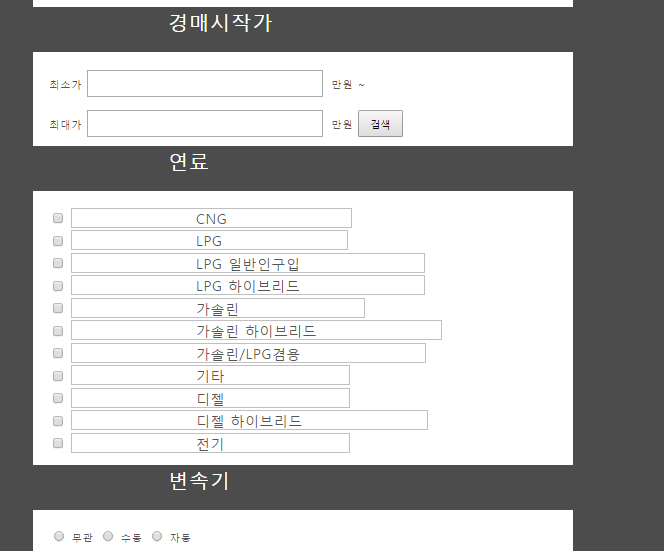 경매시작가
최소가 만원 ~
최대가 만원 검색
연료
CNG
LPG
LPG 일반인구입
LPG 하이브리드
가솔린
가솔린 하이브리드
가솔린/LPG겸용
기타
디젤
디젤 하이브리드
전기
변속기
무관 수동 자동